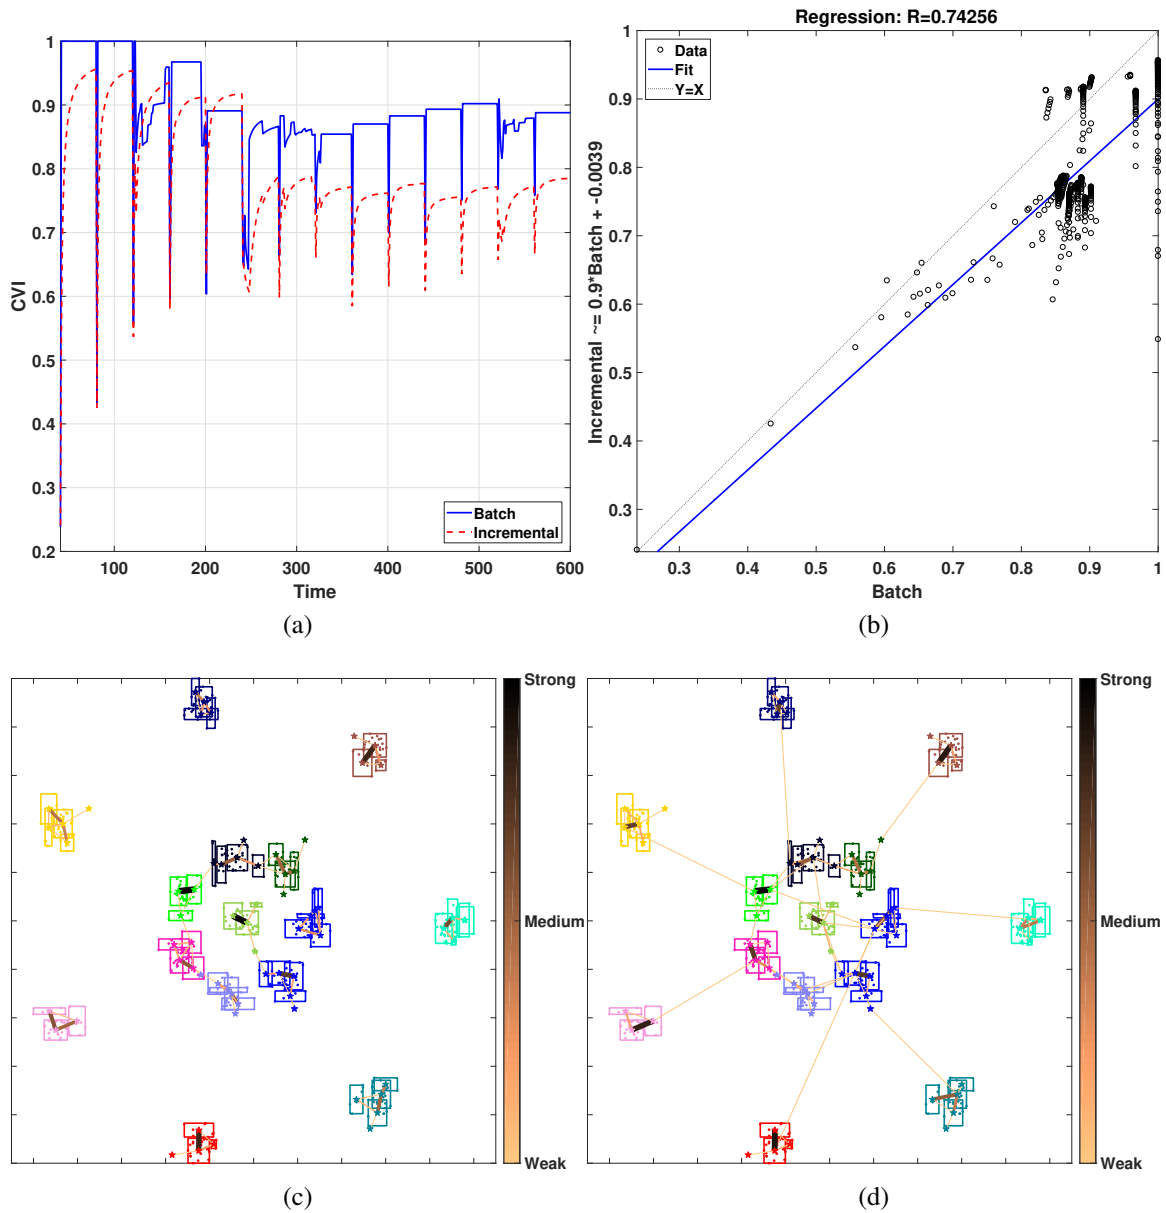 1
0.9
0.8
0.7
0.6
0.5
0.4
0.3
0.2
CVI
100
200
300
400
500
600
Time
Batch
Incremental
(a)
Regression: R=0.74256
Data
Fit
Y=X
1
0.9
0.8
0.7
0.6
0.5
0.4
0.3
Incremental ~= 0.9*Batch + -0.0039
0.3
0.4
0.5
0.6
0.7
0.8
0.9
1
Batch
(b)
Strong
Medium
Weak
(c)
Strong
Medium
Weak
(d)